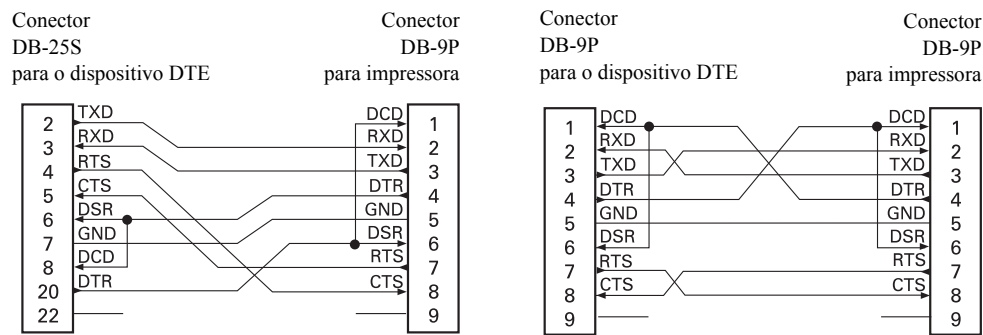 Conector
DB-25S
para o dispositivo DTE
Conector
DB-9P
para impressora
2 TXD DCD 1
3 RXD RXD 2
4 RTS TXD 3
5 CTS DTR 4
6 DSR GND 5
7 GND DSR 6
8 DCD RTS 7
20 DTR CTS 8
22 9
Conector
DB-9P
para o dispositivo DTE
Conector
DB-9P
para impressora
1 DCD DCD 1
2 RXD RXD 2
3 TXD TXD 3
4 DTR DTR 4
5 GND GND 5
6 DSR DSR 6
7 RTS RTS 7
8 CTS CTS 8
9 9